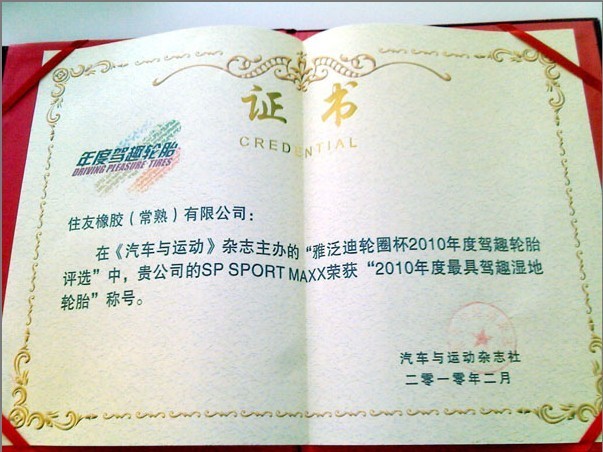 证书
CREDENTIAL
年度驾趣轮胎
DRIVING PLEASURE TIRES
住友橡胶（常熟）有限公司：
在《汽车与运动》杂志主办的“雅泛迪轮圈杯2010年度驾趣轮胎
评选”中，贵公司的SP SPORT MAXX荣获“2010年度最具驾趣湿地
轮胎”称号。
汽车与运动杂志社
二零一零年二月